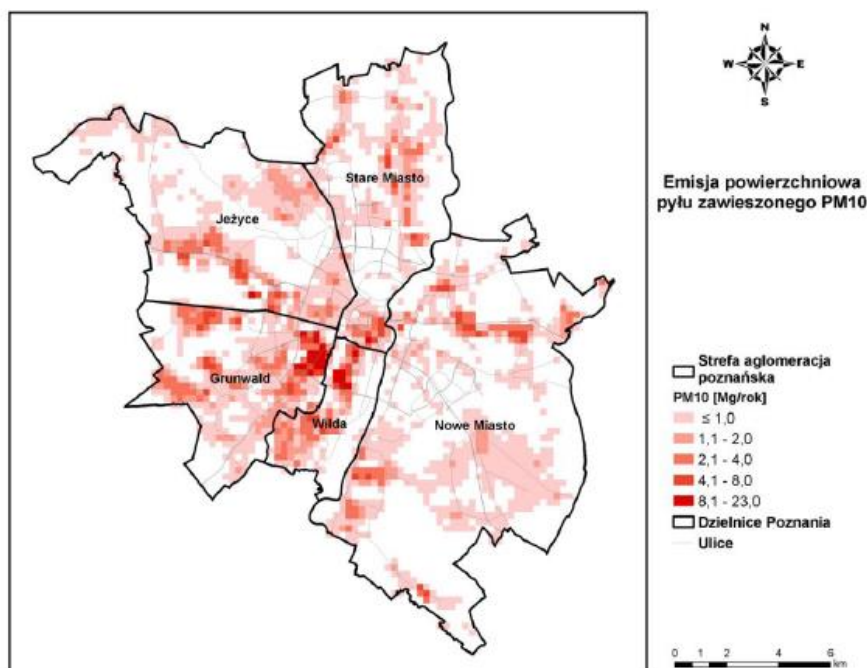 N
W E
S
Emisja powierzchniowa
pyłu zawieszonego PM10
Stare Miasto
Jeżyce
Grunwald
Wilda
Nowe Miasto
Strefa aglomeracja
poznańska
PM10 [Mg/rok]
≤ 1,0
1,1 - 2,0
2,1 - 4,0
4,1 - 8,0
8,1 - 23,0
Dzielnice Poznania
Ulice
0 1 2 4 6
km